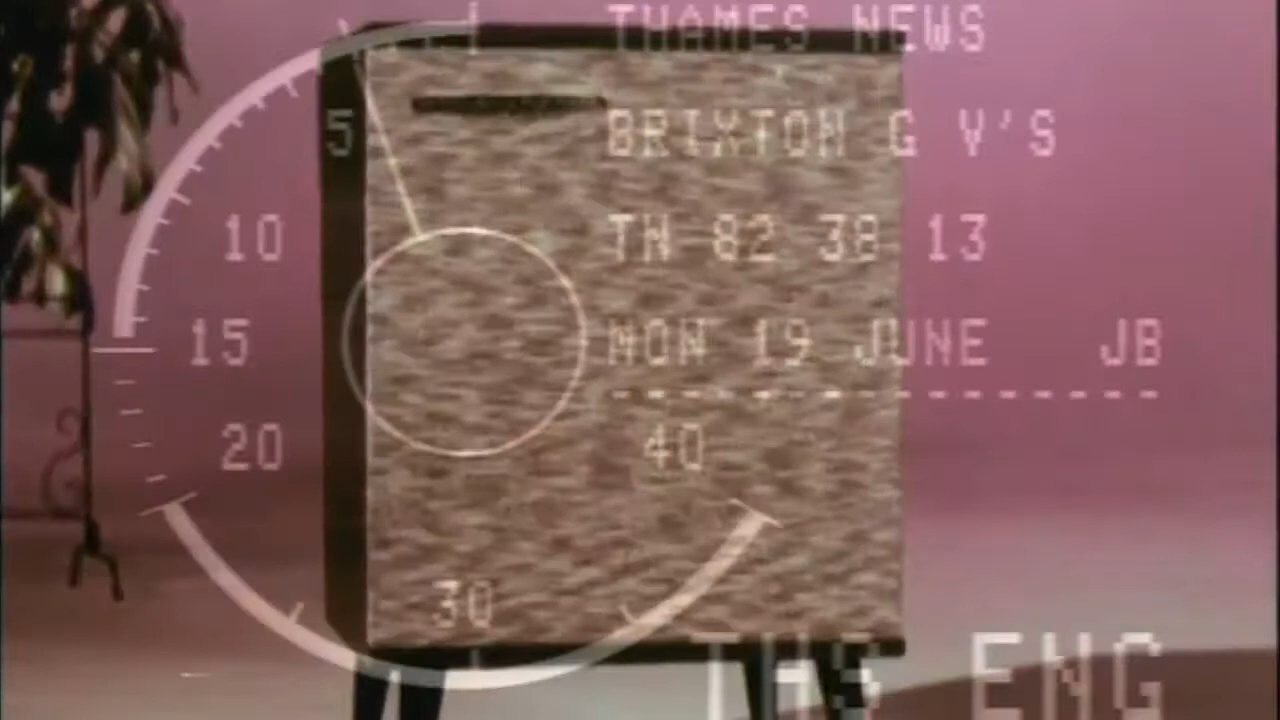 THAMES NEWS
BRIXTON G V'S
5
10
TN 82 38 13
15
MON 19 JUNE JB
--------------------
20
40
30
THS ENG